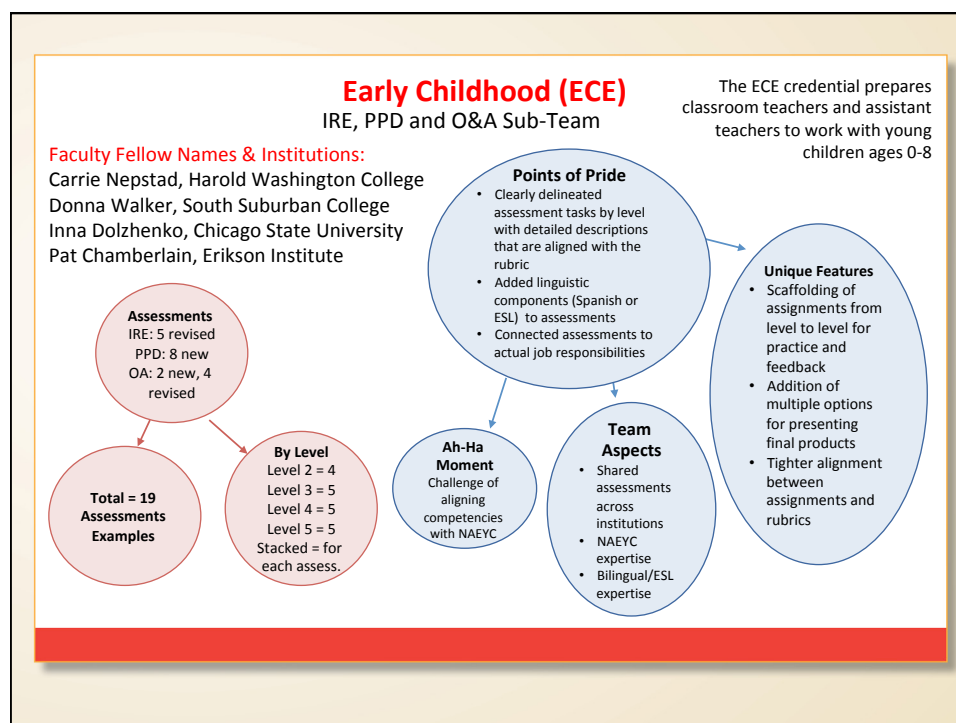 Early Childhood (ECE)
IRE, PPD and O&A Sub-Team
The ECE credential prepares
classroom teachers and assistant
teachers to work with young
children ages 0-8
Faculty Fellow Names & Institutions:
Carrie Nepstad, Harold Washington College
Donna Walker, South Suburban College
Inna Dolzhenko, Chicago State University
Pat Chamberlain, Erikson Institute
Points of Pride
• Clearly delineated
assessment tasks by level
with detailed descriptions
that are aligned with the
rubric
• Added linguistic
components (Spanish or
ESL) to assessments
• Connected assessments to
actual job responsibilities
Unique Features
• Scaffolding of
assignments from
level to level for
practice and
feedback
• Addition of
multiple options
for presenting
final products
• Tighter alignment
between
assignments and
rubrics
Assessments
IRE: 5 revised
PPD: 8 new
OA: 2 new, 4
revised
Total = 19
Assessments
Examples
By Level
Level 2 = 4
Level 3 = 5
Level 4 = 5
Level 5 = 5
Stacked = for
each assess.
Ah-Ha
Moment
Challenge of
aligning
competencies
with NAEYC
Team
Aspects
• Shared
assessments
across
institutions
• NAEYC
expertise
• Bilingual/ESL
expertise